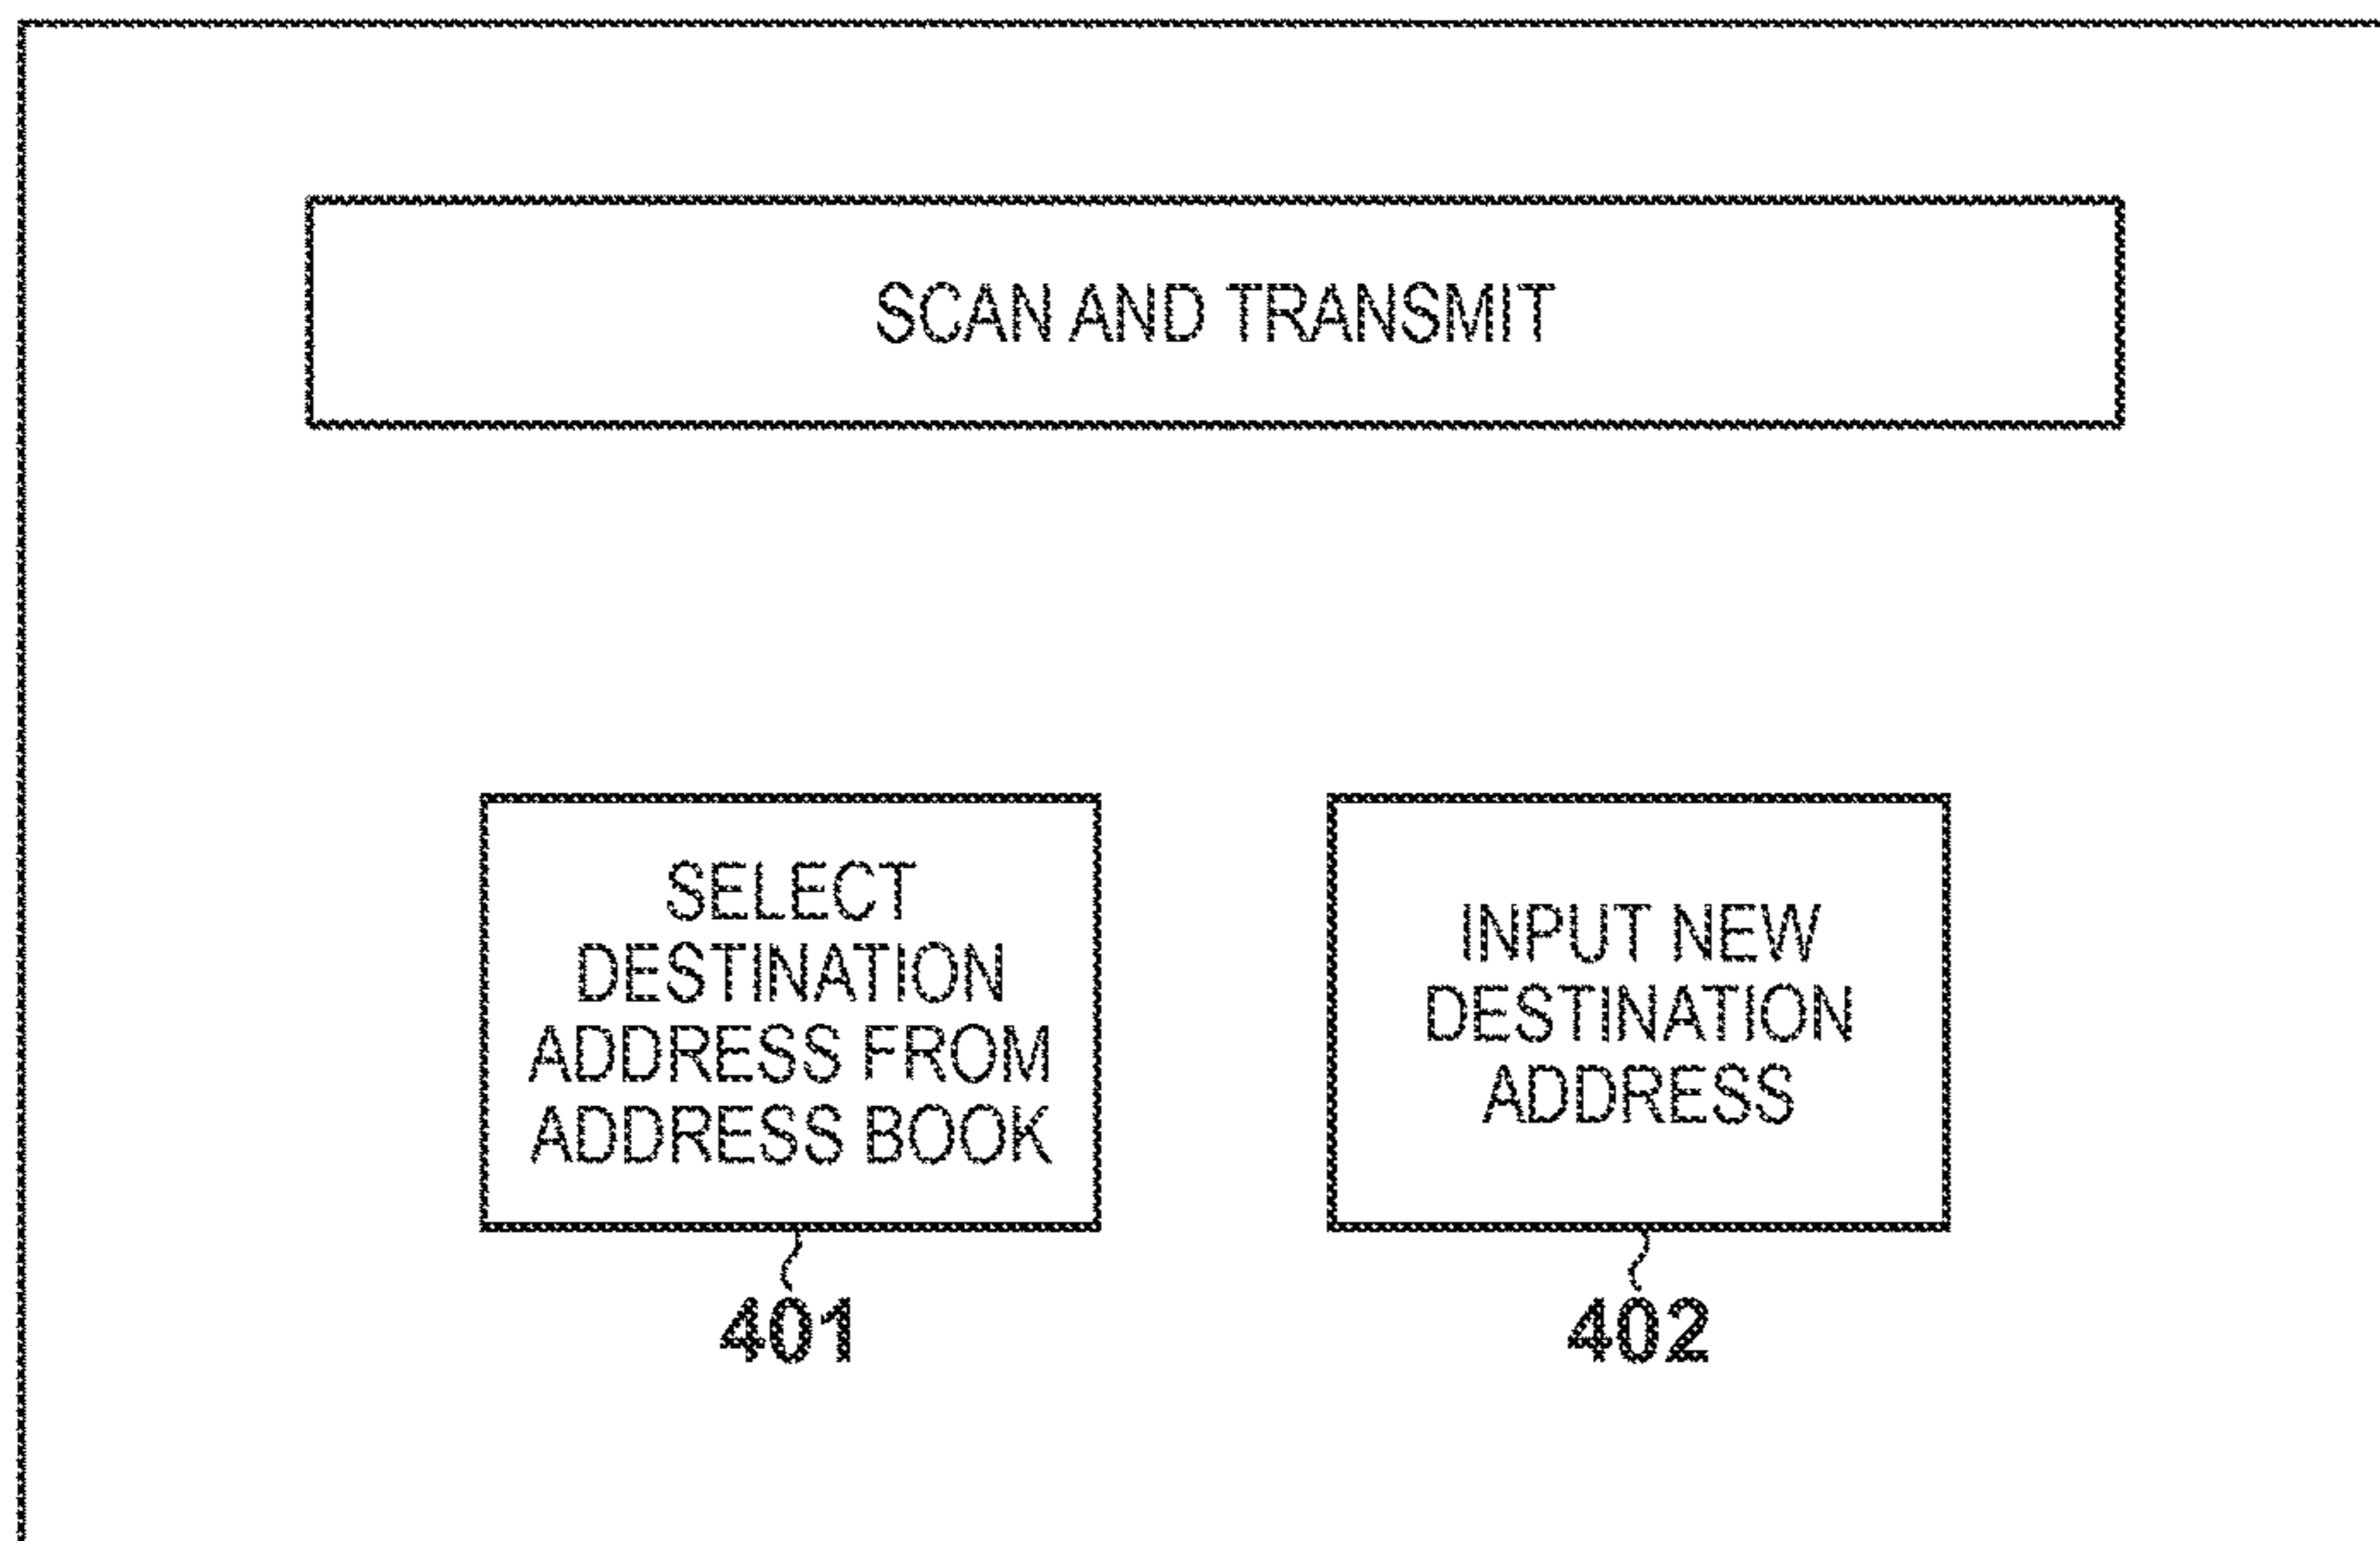 SCAN AND TRANSMIT
SELECT
DESTINATION
ADDRESS FROM
ADDRESS BOOK
401
INPUT NEW
DESTINATION
ADDRESS
402